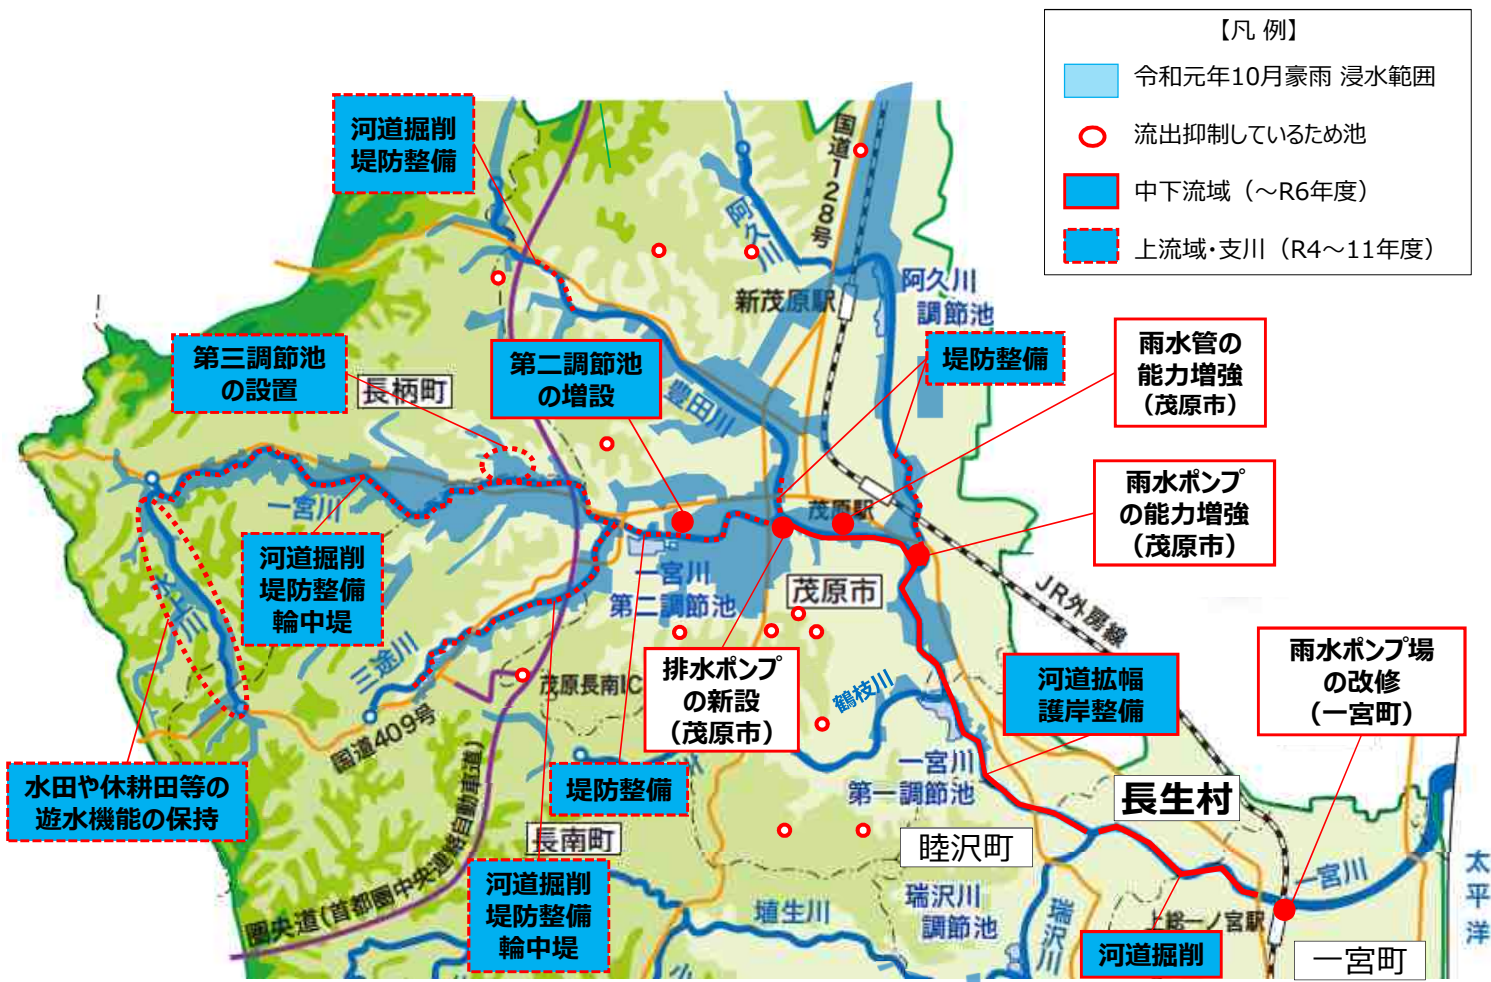 【凡 例】
令和元年10月豪雨 浸水範囲
流出抑制しているため池
中下流域（～R6年度）
上流域・支川（R4～11年度）
河道掘削
堤防整備
国道128号
阿久川
新茂原駅
阿久川
調節池
第三調節池
の設置
長柄町
第二調節池
の増設
豊田川
堤防整備
雨水管の
能力増強
（茂原市）
雨水ポンプ
の能力増強
（茂原市）
一宮川
茂原駅
河道掘削
堤防整備
輪中堤
一宮川
第二調節池
茂原市
JR外房線
三途川
茂原長南IC
排水ポンプ
の新設
（茂原市）
鶴枝川
河道拡幅
護岸整備
雨水ポンプ場
の改修
（一宮町）
国道409号
水田や休耕田等の
遊水機能の保持
堤防整備
一宮川
第一調節池
長生村
長南町
睦沢町
圏央道(首都圏中央連絡自動車道)
河道掘削
堤防整備
輪中堤
埴生川
瑞沢川
調節池
瑞沢川
上総一ノ宮駅
一宮川
太平洋
河道掘削
一宮町